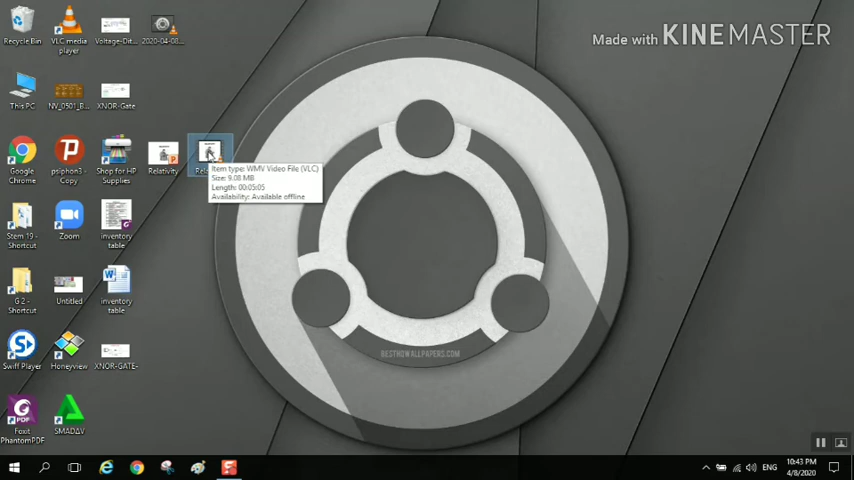 Made with KINEMASTER
Recycle Bin
VLC media
player
Voltage-Dit...
2020-04-08...
This PC
NV_0501_B...
XNOR-Gate
Google
Chrome
psiphon3 -
Copy
Shop for HP
Supplies
Relativity
Rela
Item type: WMV Video File (VLC)
Size: 9.08 MB
Length: 00:05:05
Availability: Available offline
Stem 19 -
Shortcut
Zoom
inventory
table
G 2 -
Shortcut
Untitled
inventory
table
Swiff Player
Honeyview
XNOR-GATE-
Foxit
PhantomPDF
SMADAV
BESTHDWALLPAPERS.COM
ENG
10:43 PM
4/8/2020